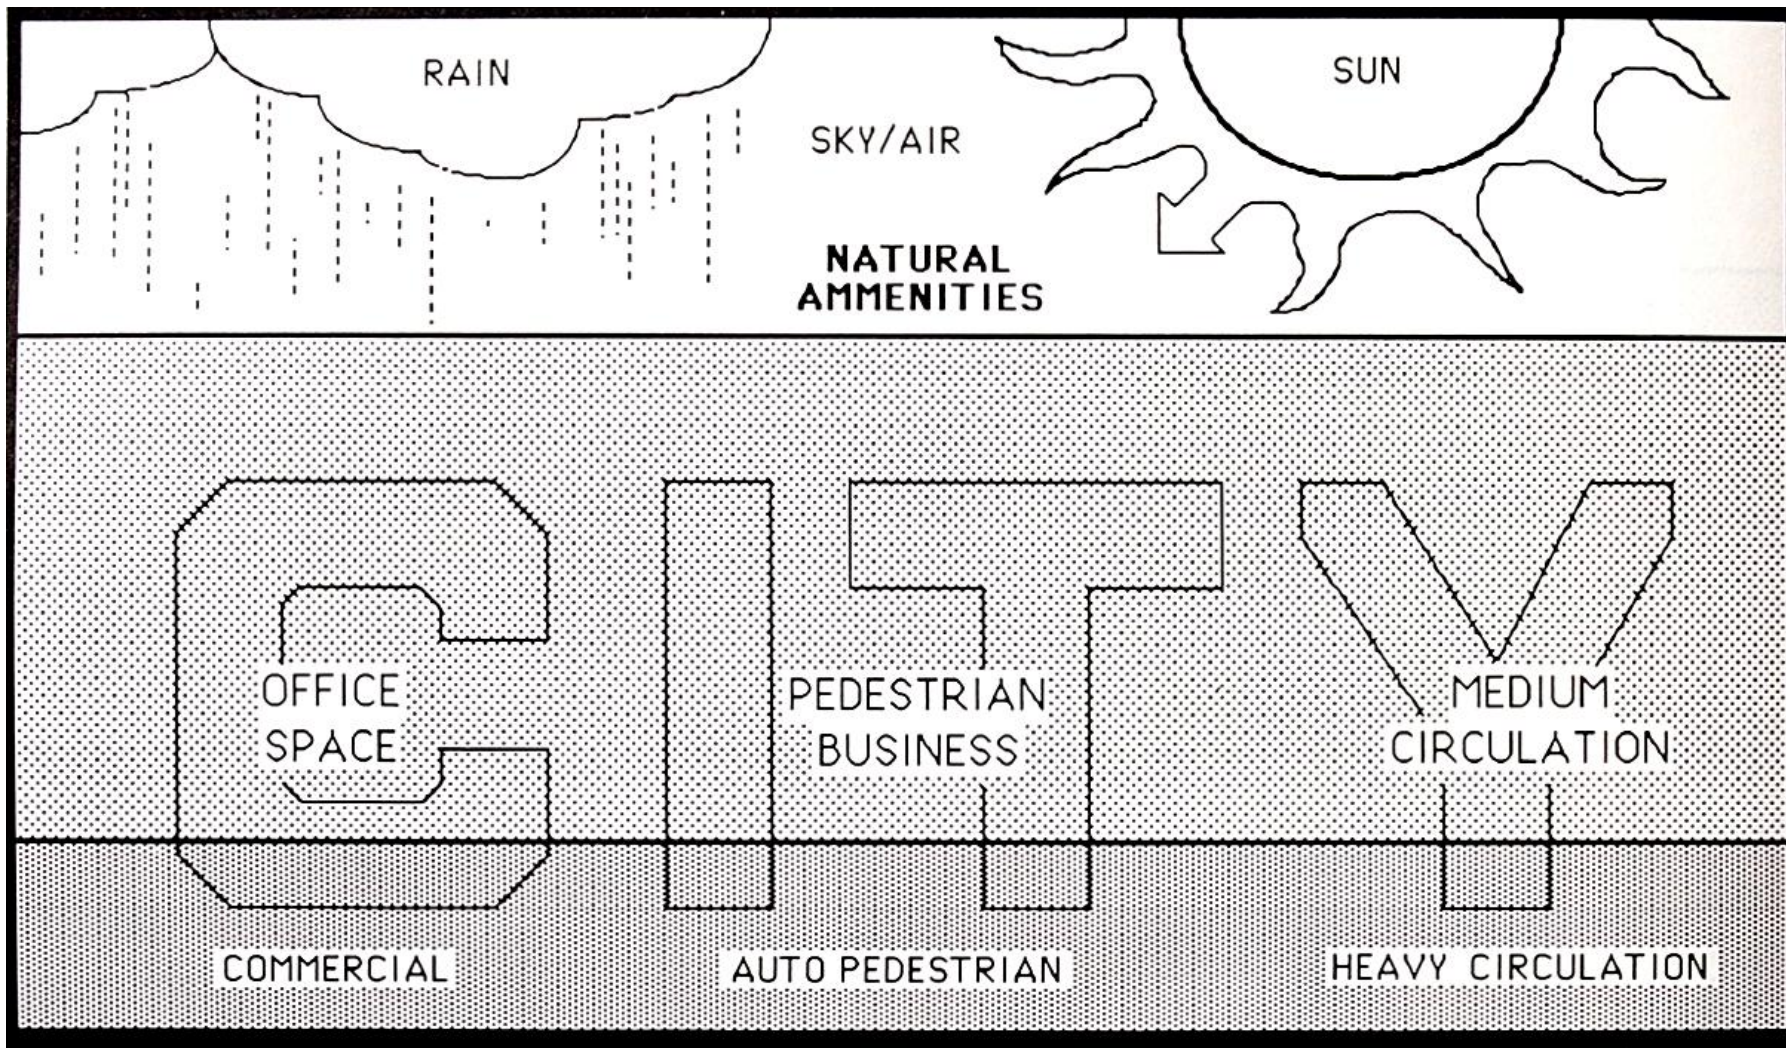 RAIN
SUN
SKY/AIR
NATURAL
AMMENITIES
CITY
OFFICE
SPACE
PEDESTRIAN
BUSINESS
MEDIUM
CIRCULATION
COMMERCIAL
AUTO PEDESTRIAN
HEAVY CIRCULATION